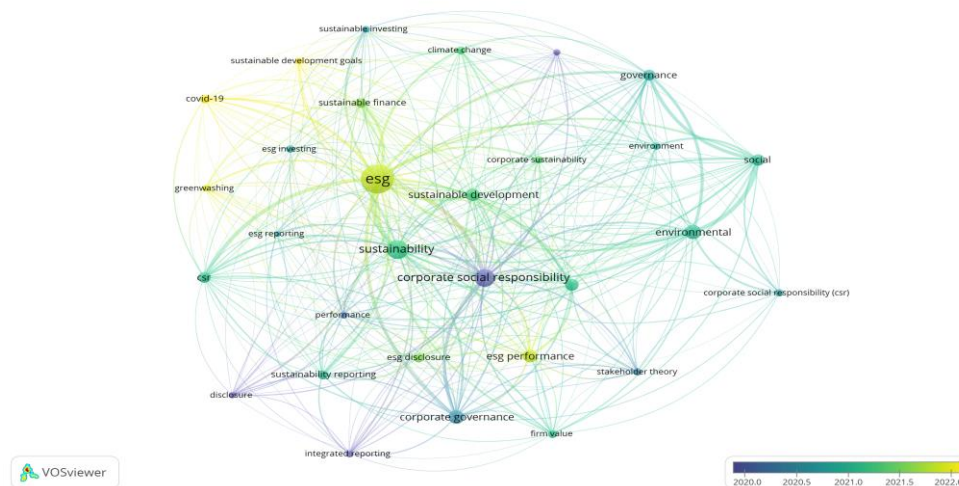 sustainable investing
climate change
sustainable development goals
governance
covid-19
sustainable finance
esg investing
environment
corporate sustainability
social
esg
greenwashing
sustainable development
esg reporting
environmental
sustainability
csr
corporate social responsibility
corporate social responsibility (csr)
performance
esg disclosure
esg performance
sustainability reporting
stakeholder theory
disclosure
corporate governance
firm value
integrated reporting
VOSviewer
2020.0 2020.5 2021.0 2021.5 2022.0